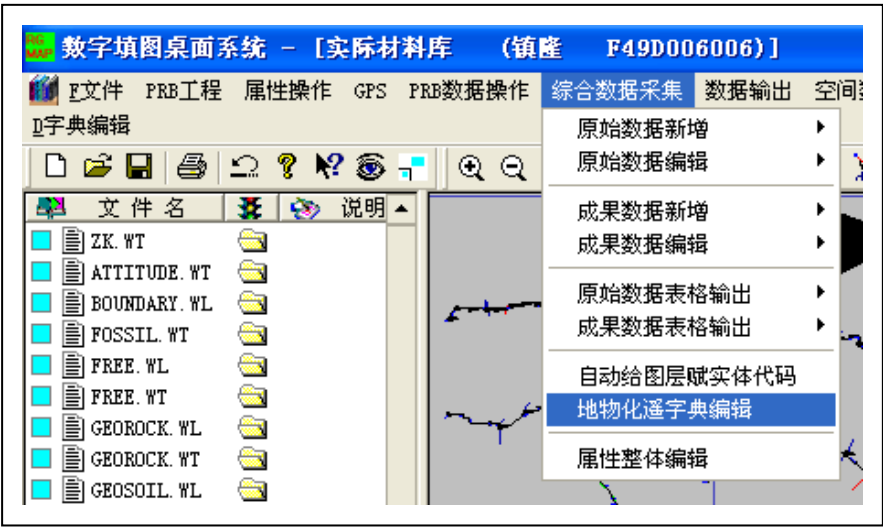 RG
MAP
数字填图桌面系统 - [实际材料库 (镇隆 F49D006006)]
F文件 PRB工程 属性操作 GPS PRB数据操作 综合数据采集 数据输出
D字典编辑
原始数据新增
原始数据编辑
成果数据新增
成果数据编辑
原始数据表格输出
成果数据表格输出
自动给图层赋实体代码
地物化遥字典编辑
属性整体编辑
文件名 说明
ZK.WT
ATTITUDE.WT
BOUNDARY.WL
FOSSIL.WT
FREE.WL
FREE.WT
GEOROCK.WL
GEOROCK.WT
GEOSOIL.WL